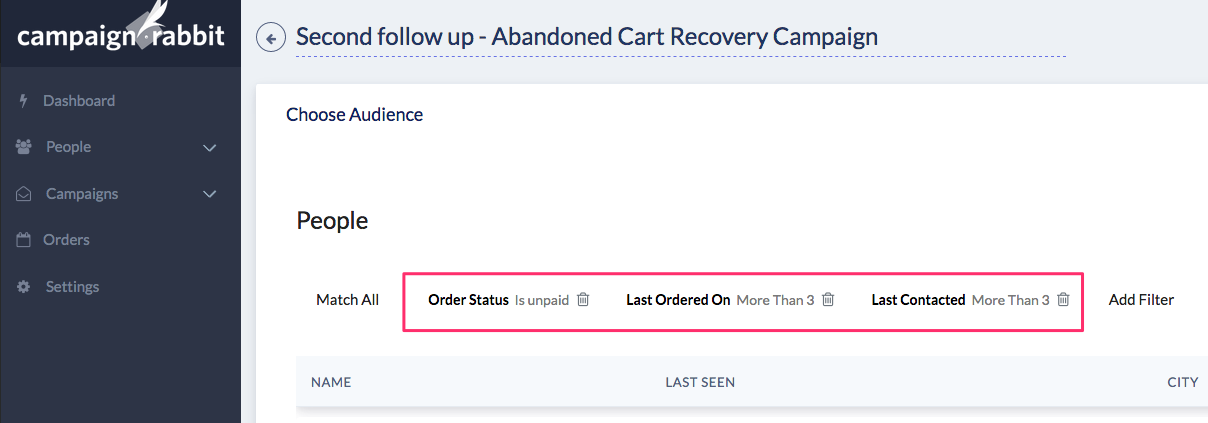 campaignrabbit
Second follow up - Abandoned Cart Recovery Campaign
Dashboard
People
Campaigns
Orders
Settings
Choose Audience
People
Match All Order Status Is unpaid Last Ordered On More Than 3 Last Contacted More Than 3 Add Filter
NAME LAST SEEN CITY